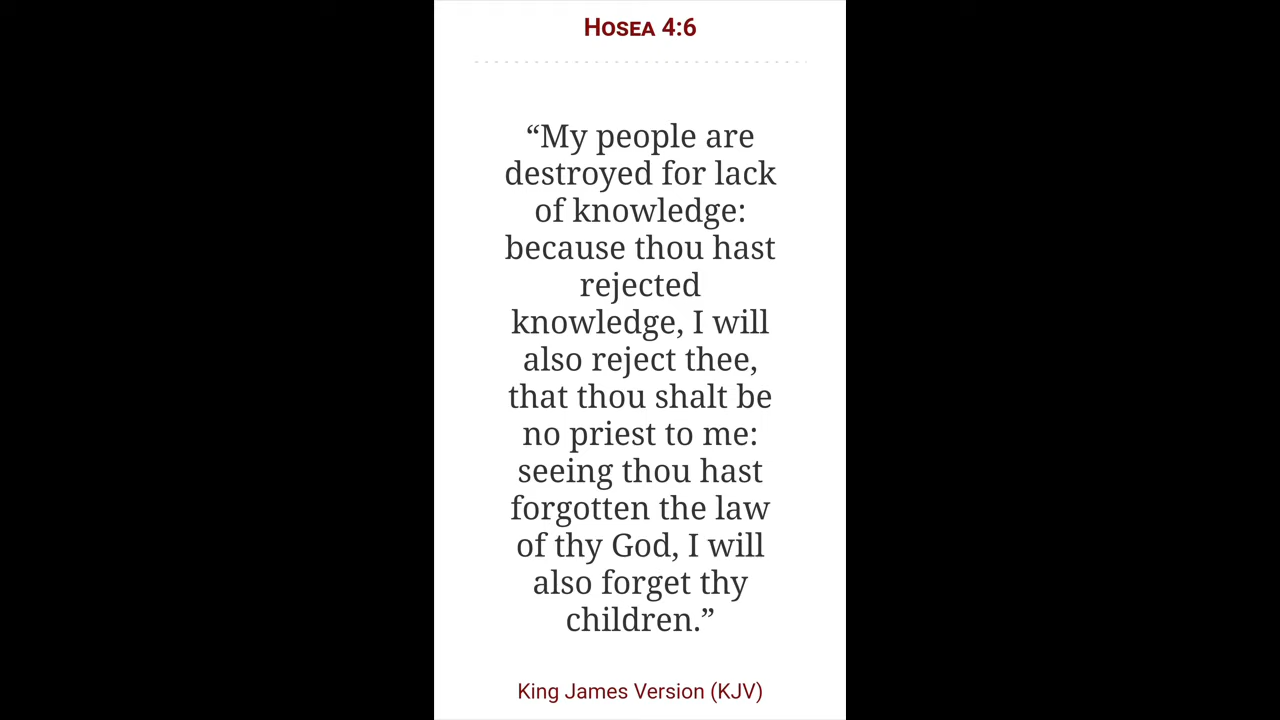 Hosea 4:6
“My people are
destroyed for lack
of knowledge:
because thou hast
rejected
knowledge, I will
also reject thee,
that thou shalt be
no priest to me:
seeing thou hast
forgotten the law
of thy God, I will
also forget thy
children.”
King James Version (KJV)